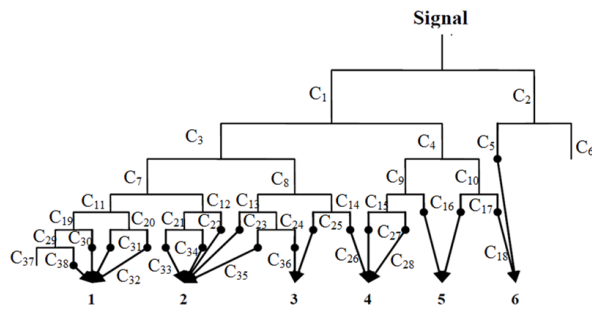 Signal
C1 C2
C3 C4 C5 C6
C7 C8 C9 C10
C11 C12 C13 C14 C15 C16 C17
C19 C20 C21 C22 C23 C24 C25 C27
C29 C30 C31 C34 C26 C28 C18
C37 C38 C32 C33 C35 C36
1 2 3 4 5 6